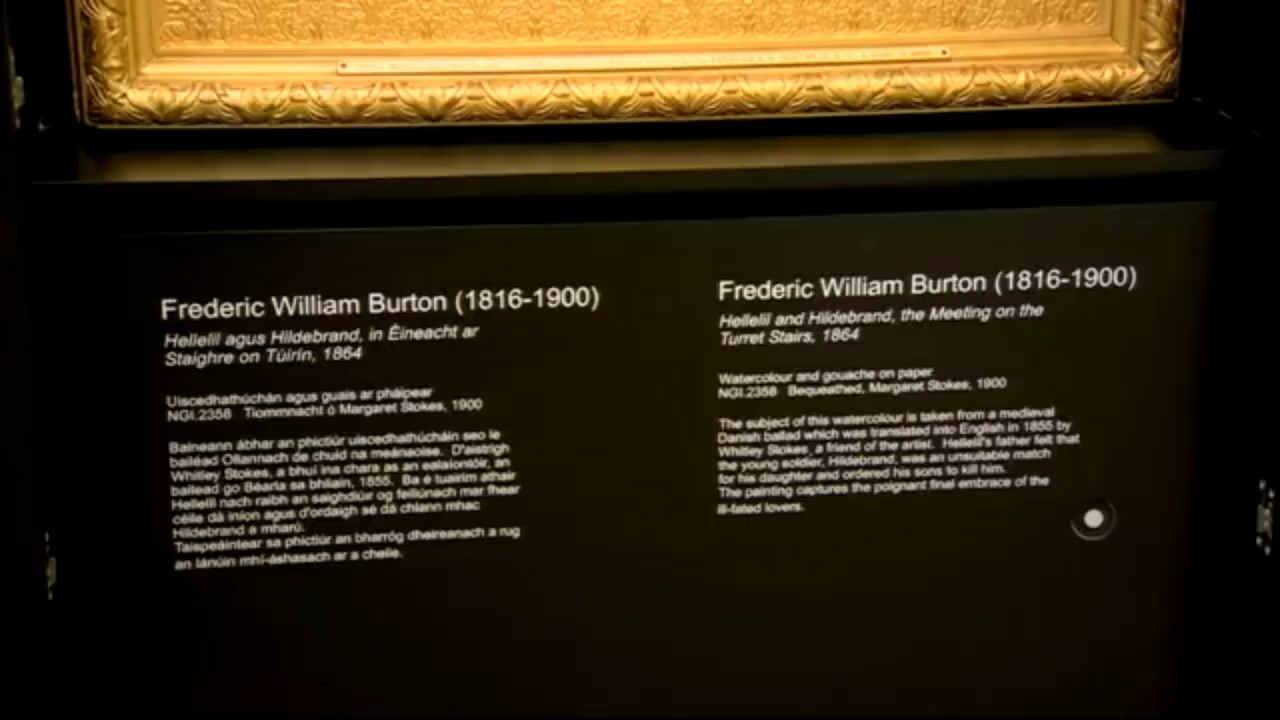 Frederic William Burton (1816-1900)
Hellelil agus Hildebrand, in Éineacht ar
Staighre on Túirín, 1864
Uiscedhathúchán agus guais ar pháipear
NGI.2358 Tiomnacht ó Margaret Stokes, 1900
Baineann ábhar an phictiúr uiscedhathúcháin seo le
bailéad Ollannach de chuid na meánaoise. D'aistrigh
Whitley Stokes, a bhuí ina chara as an ealaíontóir, an
bailead go Béarla sa bhliain, 1855. Ba é tuairim athair
Hellelíl nach raibh an saighdiúr og feiliúnach mar fhear
céile dá iníon agus d'ordaigh sé dá chlann mhac
Hildebrand a mharú.
Taispeáintear sa phictiúr an bharróg dheireanach a rug
an lánúin mhí-áshasach ar a cheile.
Frederic William Burton (1816-1900)
Hellelil and Hildebrand, the Meeting on the
Turret Stairs, 1864
Watercolour and gouache on paper
NGI.2358 Bequeathed, Margaret Stokes, 1900
The subject of this watercolour is taken from a medieval
Danish ballad which was translated into English in 1855 by
Whitley Stokes, a friend of the artist. Hellelil's father felt that
the young soldier, Hildebrand, was an unsuitable match
for his daughter and ordered his sons to kill him.
The painting captures the poignant final embrace of the
ill-fated lovers.